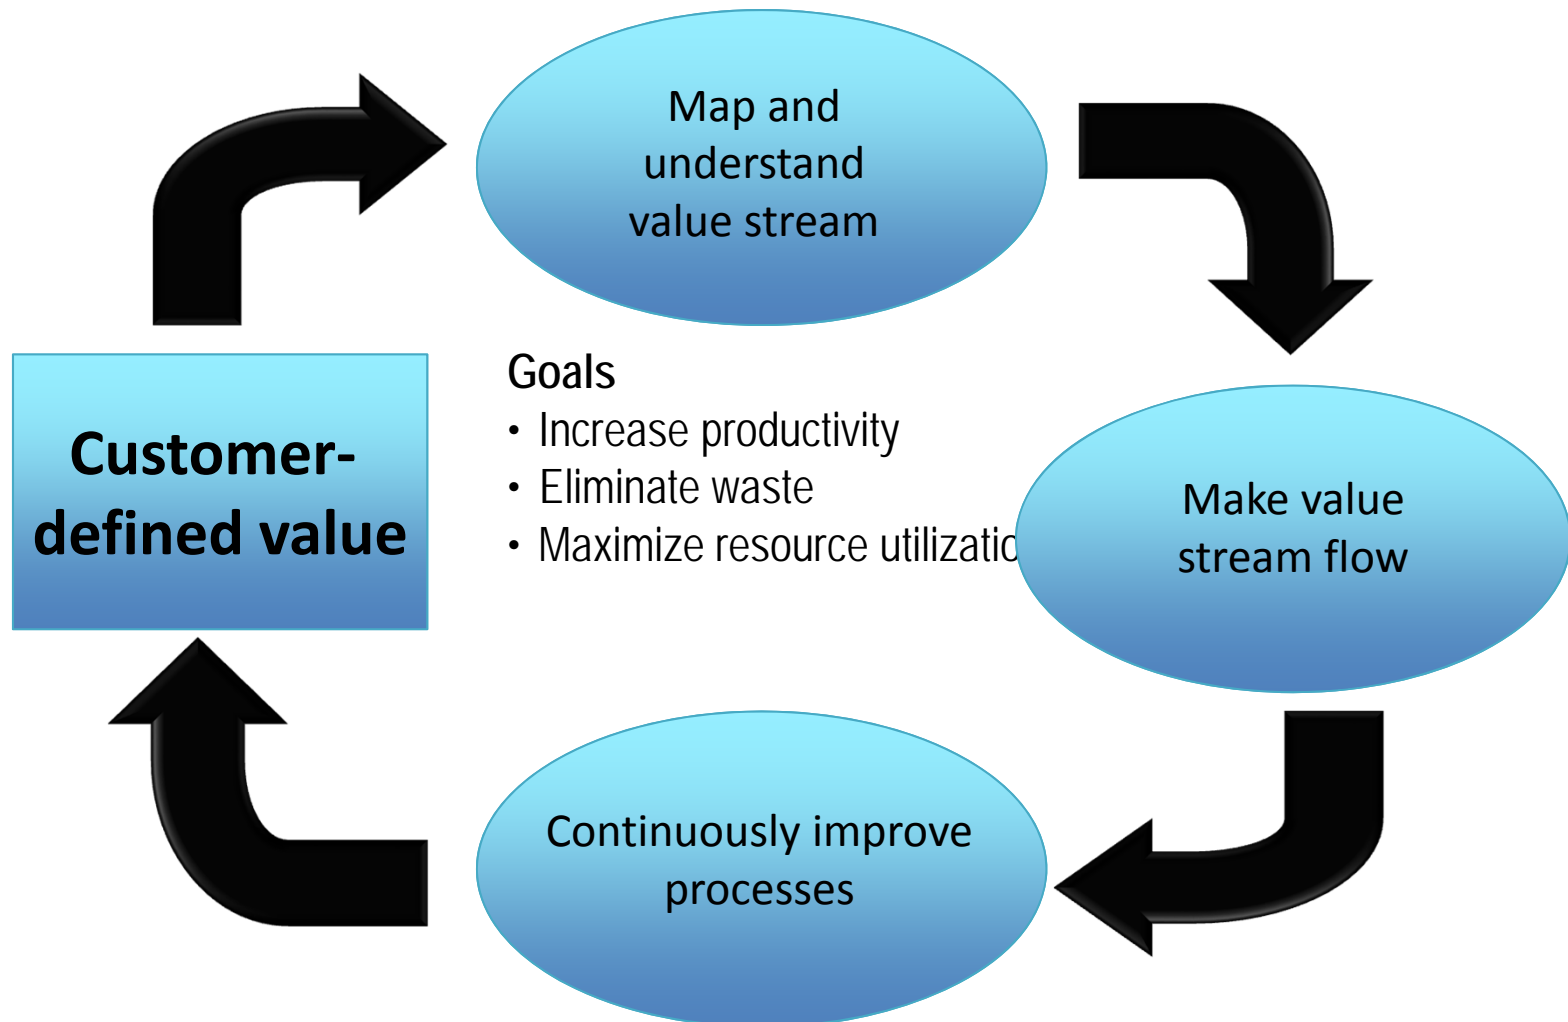 Map and
understand
value stream
Customer-
defined value
Goals
• Increase productivity
• Eliminate waste
• Maximize resource
Make value
stream flow
Continuously improve
processes